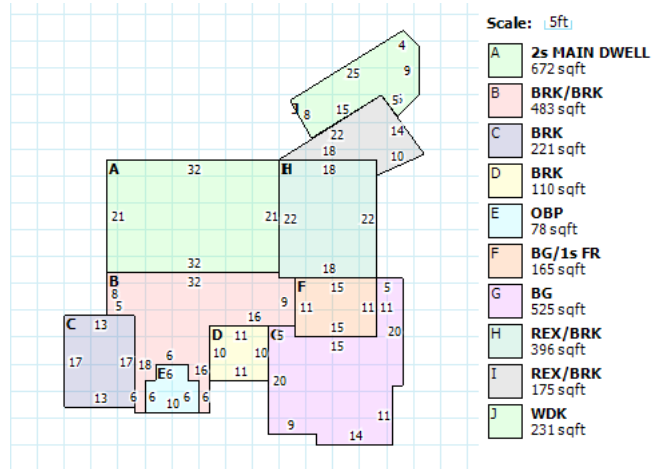 Scale: 5ft
A 2s MAIN DWELL
672 sqft
B BRK/BRK
483 sqft
C BRK
221 sqft
D BRK
110 sqft
E OBP
78 sqft
F BG/1s FR
165 sqft
G BG
525 sqft
H REX/BRK
396 sqft
I REX/BRK
175 sqft
J WDK
231 sqft
4
25 9
8 15 5
22 14
18 10
A 32 H 18
21 21 22 22
32 18
B 32 F 15 5
8 9 11 11 11
5
C 13 16 15 20
D 11 5 15
17 17 18 6 10 10
E 6 16 11 20
13 6 6 10 6 6 11
9 14